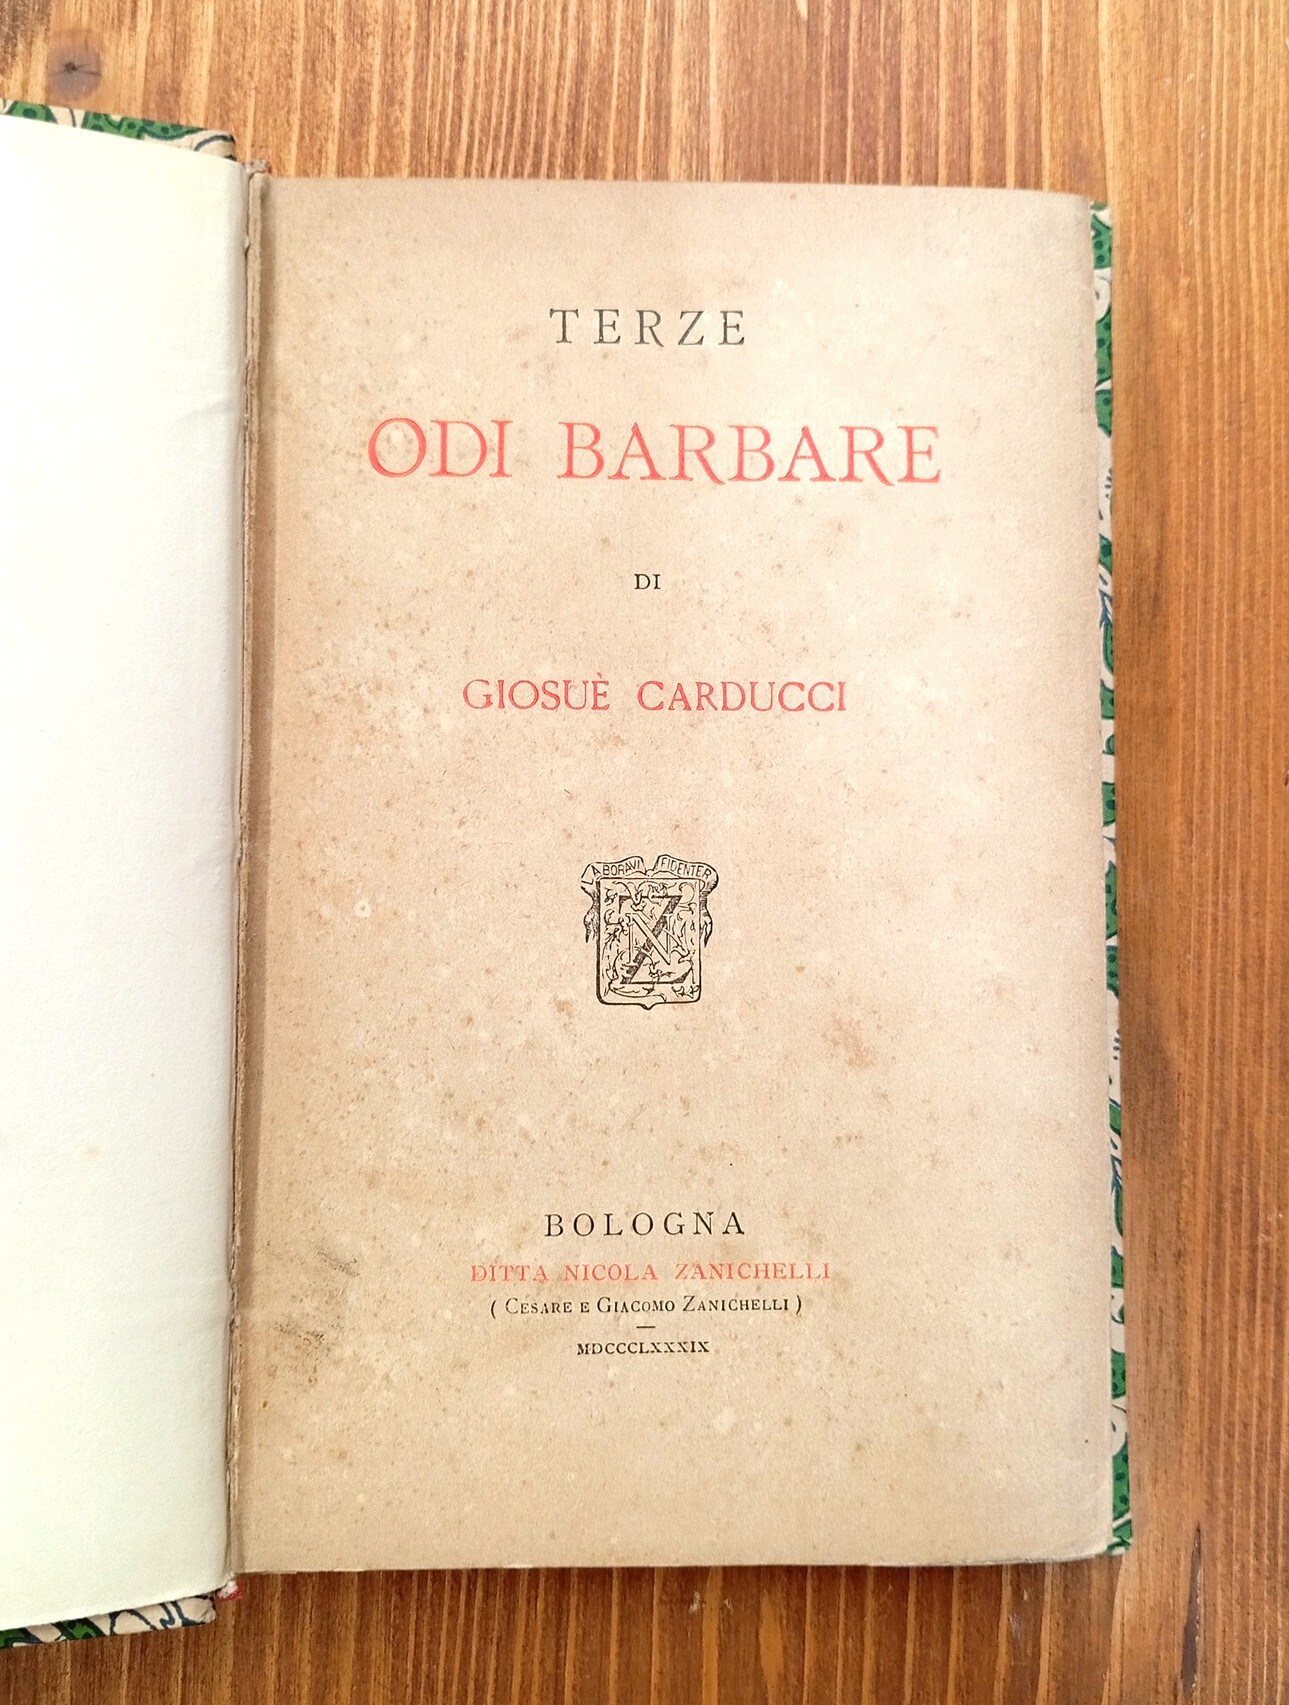 TERZE
ODI BARBARE
DI
GIOSUÈ CARDUCCI
LABORAVI FIDENTER
BOLOGNA
DITTA NICOLA ZANICHELLI
( CESARE E GIACOMO ZANICHELLI )
MDCCCLXXXIX